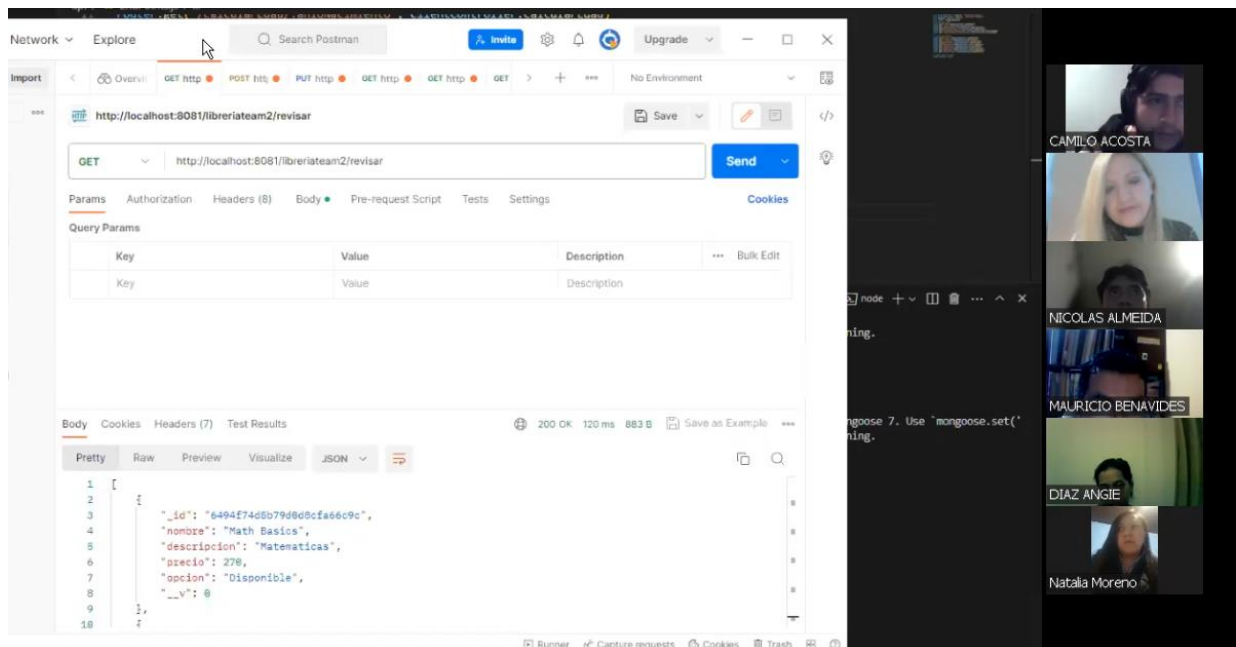 Network Explore Search Postman Invite Upgrade
Import GET http POST PUT http GET http GET http GET No Environment
HTTP http://localhost:8081/libreriateam2/revisar Save
GET http://localhost:8081/libreriateam2/revisar Send
Params Authorization Headers (8) Body Pre-request Script Tests Settings Cookies
Query Params
Key Value Description Bulk Edit
Key Value Description
node
ning.
ngoose 7. Use `mongoose.set('
ning.
Body Cookies Headers (7) Test Results 200 OK 120 ms 883 B Save as Example
Pretty Raw Preview Visualize JSON
1 [
2 {
3 "_id": "6494f74d8b79d0d8cfa66c9c",
4 "nombre": "Math Basics",
5 "descripcion": "Matematicas",
6 "precio": 270,
7 "opcion": "Disponible",
8 "__v": 0
9 },
10 {
Runner Capture requests Cookies Trash
CAMILO ACOSTA
NICOLAS ALMEIDA
MAURICIO BENAVIDES
DIAZ ANGIE
Natalia Moreno